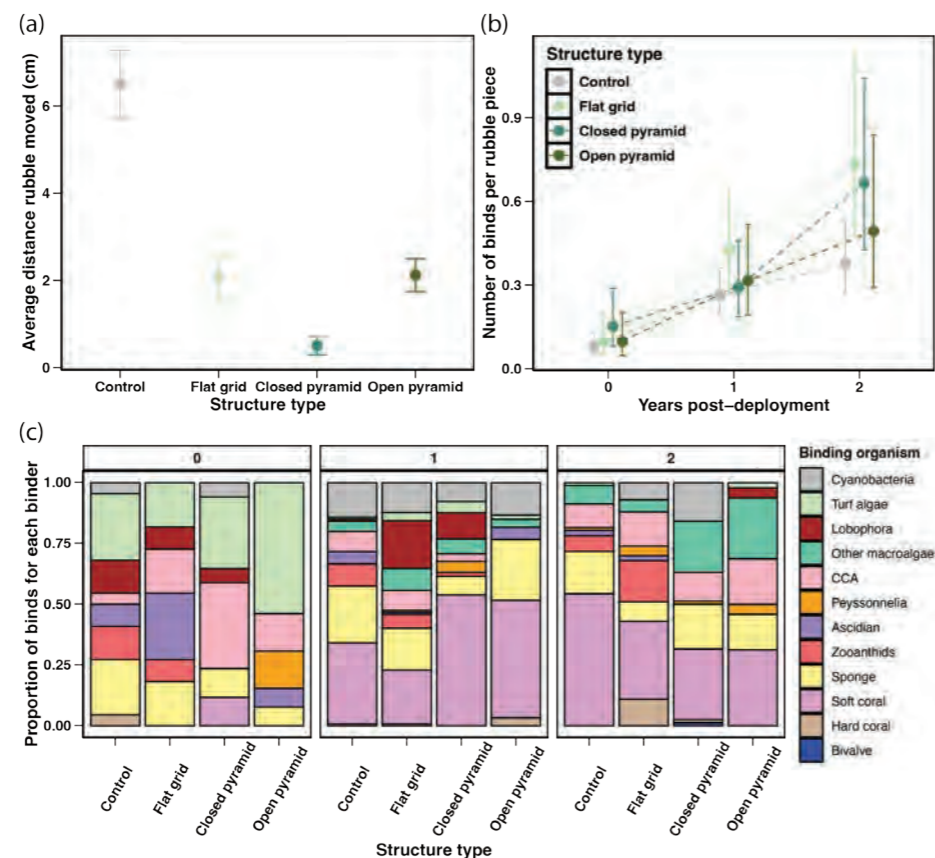 (a)
Average distance rubble moved (cm)
6
4
2
0
Control Flat grid Closed pyramid Open pyramid
Structure type
(b)
Number of binds per rubble piece
Structure type
Control
Flat grid
Closed pyramid
Open pyramid
0.9
0.6
0.3
0.0
0 1 2
Years post–deployment
(c)
Proportion of binds for each binder
0 1 2
1.00
0.75
0.50
0.25
0.00
Control Flat grid Closed pyramid Open pyramid Control Flat grid Closed pyramid Open pyramid Control Flat grid Closed pyramid Open pyramid
Structure type
Binding organism
Cyanobacteria
Turf algae
Lobophora
Other macroalgae
CCA
Peyssonnelia
Ascidian
Zooanthids
Sponge
Soft coral
Hard coral
Bivalve